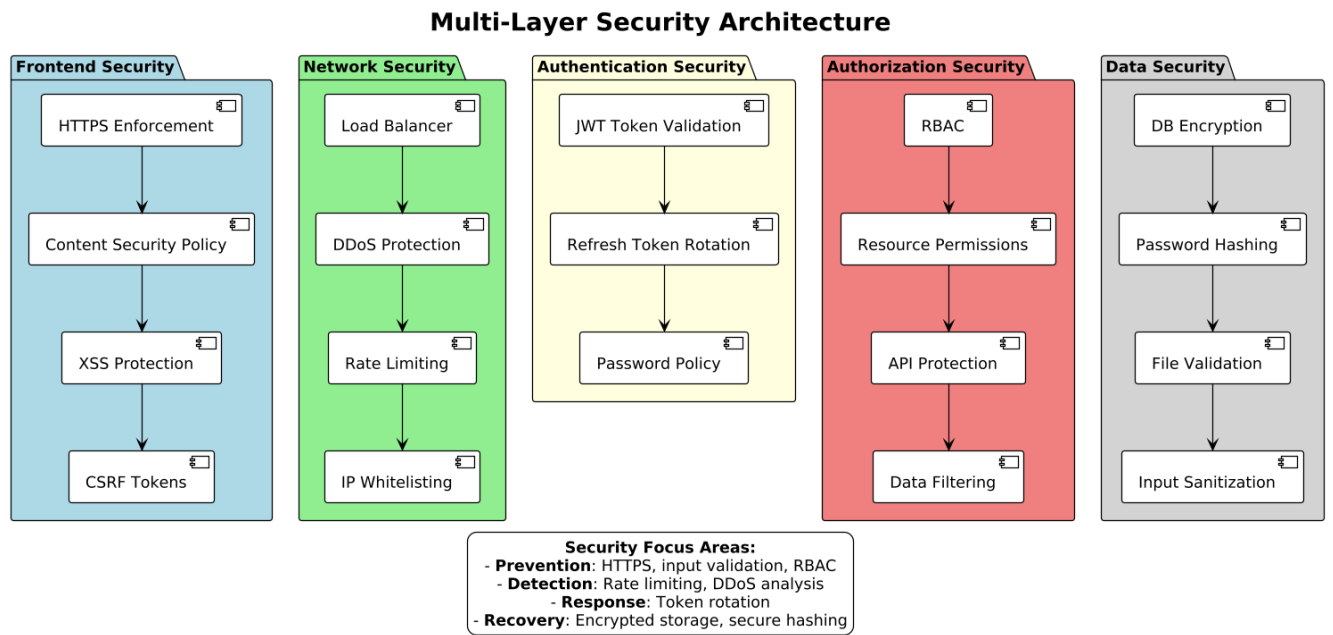 Multi-Layer Security Architecture
Frontend Security
HTTPS Enforcement
Content Security Policy
XSS Protection
CSRF Tokens
Network Security
Load Balancer
DDoS Protection
Rate Limiting
IP Whitelisting
Authentication Security
JWT Token Validation
Refresh Token Rotation
Password Policy
Authorization Security
RBAC
Resource Permissions
API Protection
Data Filtering
Data Security
DB Encryption
Password Hashing
File Validation
Input Sanitization
Security Focus Areas:
- Prevention: HTTPS, input validation, RBAC
- Detection: Rate limiting, DDoS analysis
- Response: Token rotation
- Recovery: Encrypted storage, secure hashing